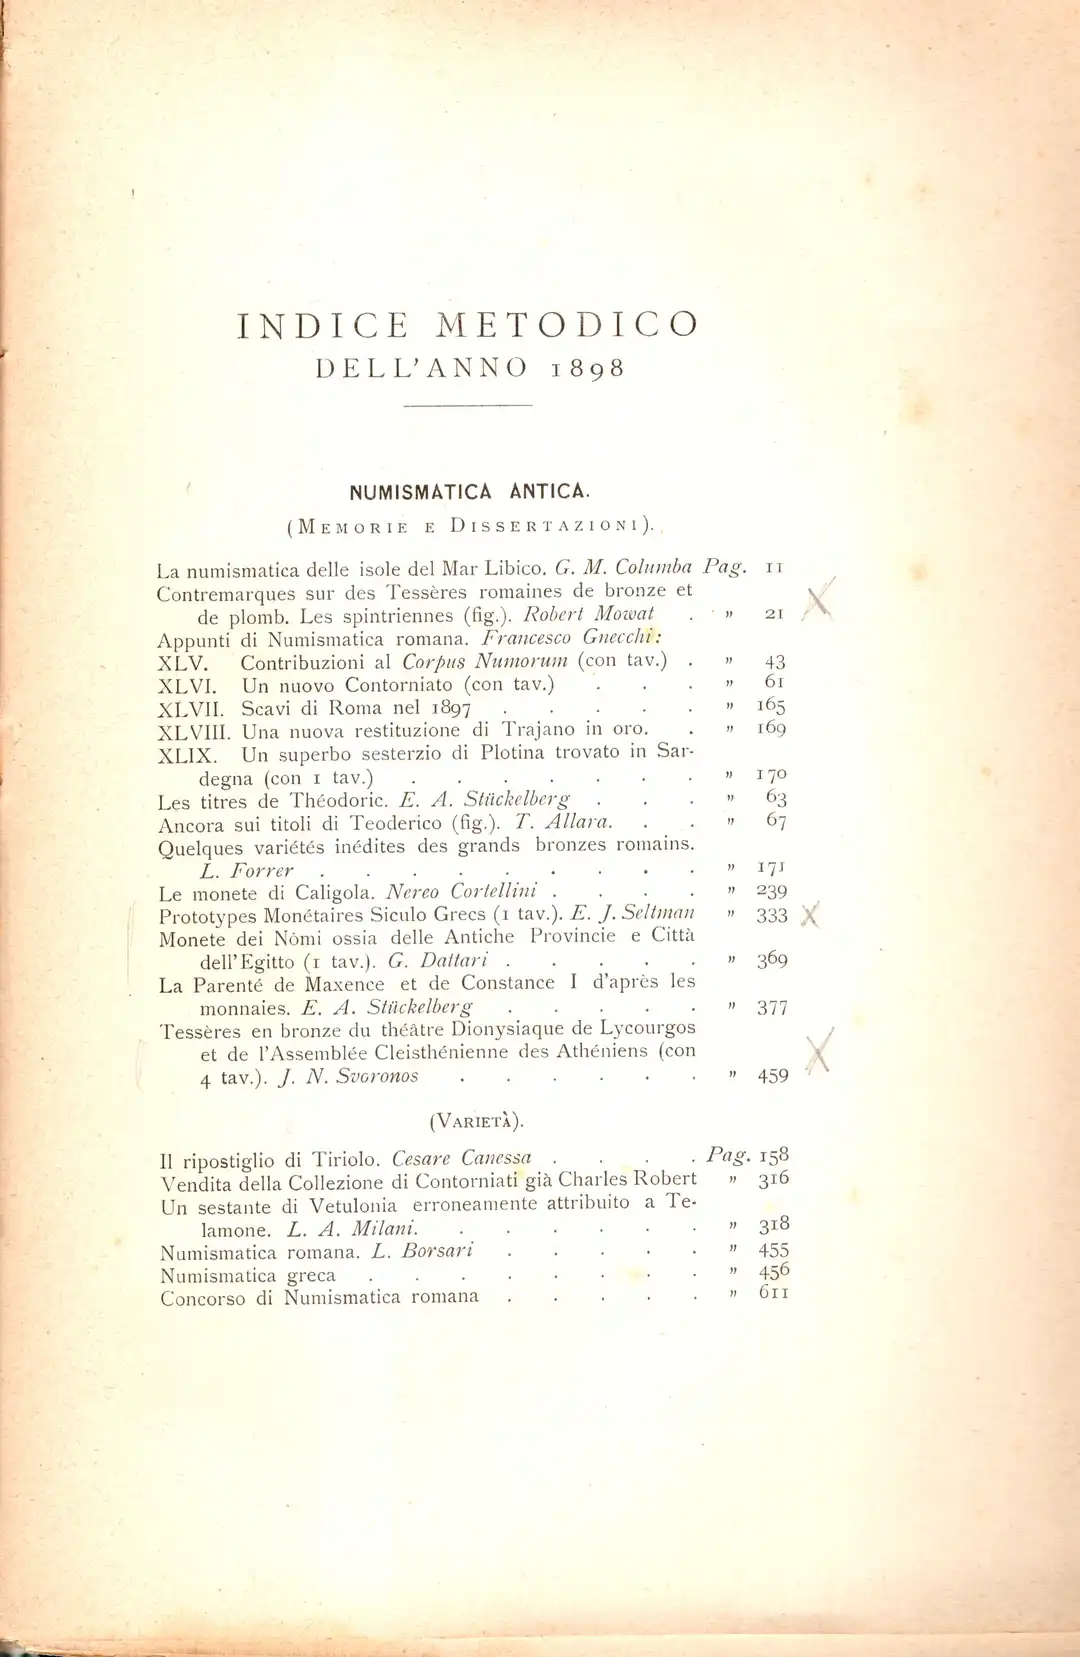 INDICE METODICO
DELL'ANNO 1898
NUMISMATICA ANTICA.
(Memorie e Dissertazioni).
La numismatica delle isole del Mar Libico. G. M. Columba Pag. 11
Contremarques sur des Tessères romaines de bronze et
de plomb. Les spintriennes (fig.). Robert Mowat . " 21 X
Appunti di Numismatica romana. Francesco Gnecchi:
XLV. Contribuzioni al Corpus Numorum (con tav.) . " 43
XLVI. Un nuovo Contorniato (con tav.) . . . " 61
XLVII. Scavi di Roma nel 1897 . . . . . " 165
XLVIII. Una nuova restituzione di Trajano in oro. . " 169
XLIX. Un superbo sesterzio di Plotina trovato in Sar-
degna (con 1 tav.) . . . . . . . " 170
Les titres de Théodoric. E. A. Stückelberg . . . " 63
Ancora sui titoli di Teoderico (fig.). T. Allara. . . " 67
Quelques variétés inédites des grands bronzes romains.
L. Forrer . . . . . . . . . " 171
Le monete di Caligola. Nereo Cortellini . . . . " 239
Prototypes Monétaires Siculo Grecs (1 tav.). E. J. Seltman " 333 X
Monete dei Nômi ossia delle Antiche Provincie e Città
dell'Egitto (1 tav.). G. Dattari . . . . . " 369
La Parenté de Maxence et de Constance I d'après les
monnaies. E. A. Stückelberg . . . . . " 377
Tessères en bronze du théâtre Dionysiaque de Lycourgos
et de l'Assemblée Cleisthénienne des Athéniens (con
4 tav.). J. N. Svoronos . . . . . . " 459 X
(Varietà).
Il ripostiglio di Tiriolo. Cesare Canessa . . . . Pag. 158
Vendita della Collezione di Contorniati già Charles Robert " 316
Un sestante di Vetulonia erroneamente attribuito a Te-
lamone. L. A. Milani. . . . . . . " 318
Numismatica romana. L. Borsari . . . . . " 455
Numismatica greca . . . . . . . . " 456
Concorso di Numismatica romana . . . . . " 611